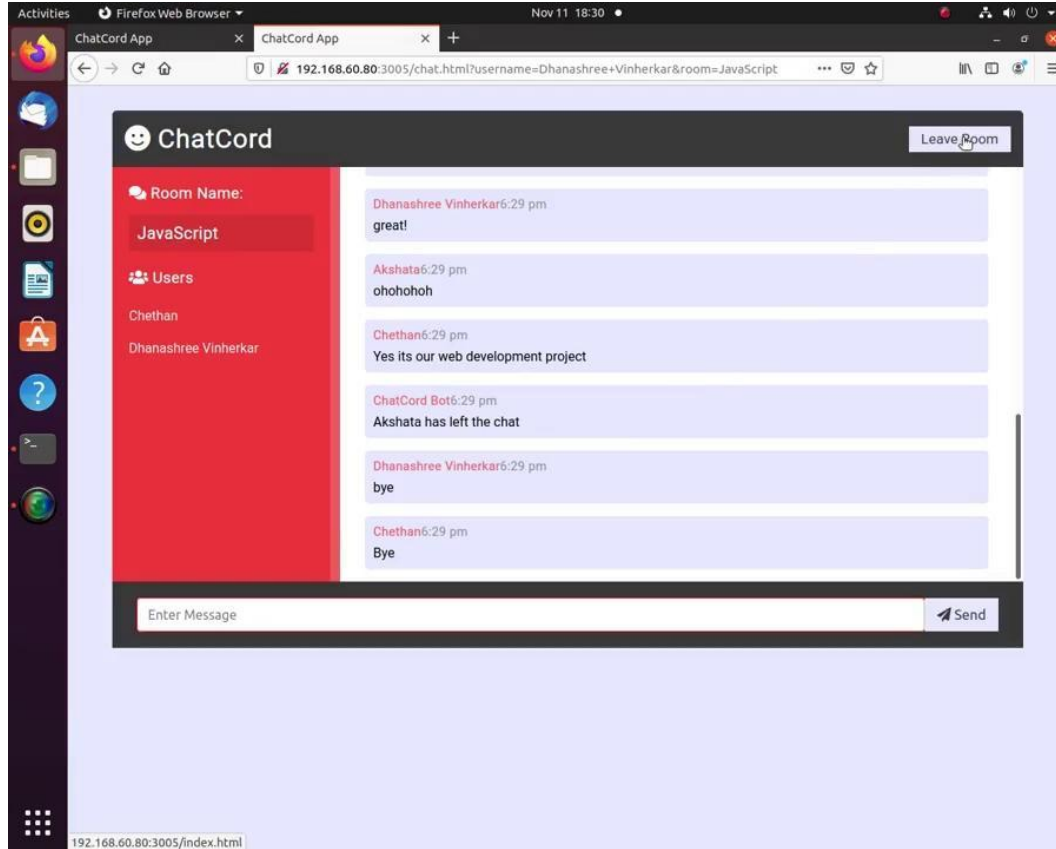 Activities Firefox Web Browser Nov 11 18:30
ChatCord App ChatCord App
192.168.60.80:3005/chat.html?username=Dhanashree+Vinherkar&room=JavaScript
ChatCord
Leave Room
Room Name:
JavaScript
Users
Chethan
Dhanashree Vinherkar
Dhanashree Vinherkar6:29 pm
great!
Akshata6:29 pm
ohohohoh
Chethan6:29 pm
Yes its our web development project
ChatCord Bot6:29 pm
Akshata has left the chat
Dhanashree Vinherkar6:29 pm
bye
Chethan6:29 pm
Bye
Enter Message
Send
192.168.60.80:3005/index.html